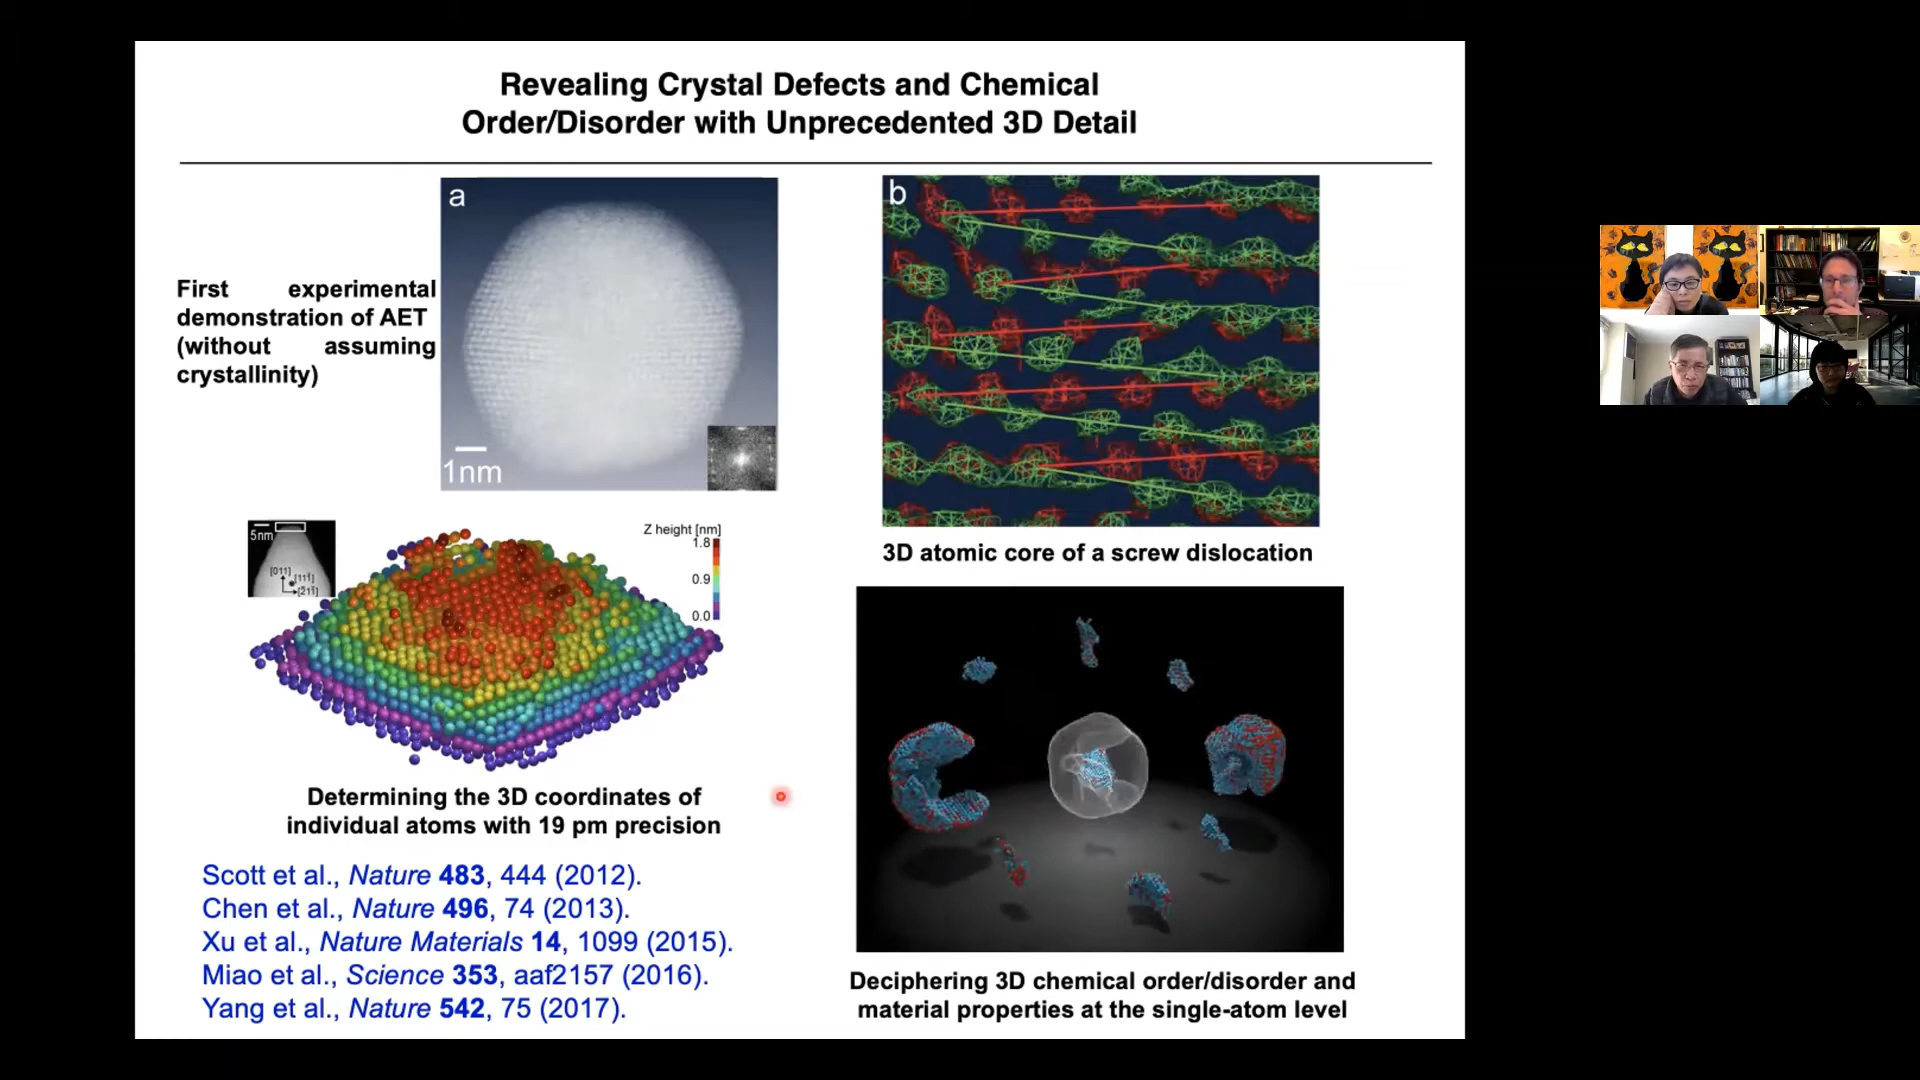 Revealing Crystal Defects and Chemical
Order/Disorder with Unprecedented 3D Detail
First experimental
demonstration of AET
(without assuming
crystallinity)
a
1nm
b
3D atomic core of a screw dislocation
5nm
[011]
[11̄1̄]
[2̄11̄]
Z height [nm]
1.8
0.9
0.0
Determining the 3D coordinates of
individual atoms with 19 pm precision
Scott et al., Nature 483, 444 (2012).
Chen et al., Nature 496, 74 (2013).
Xu et al., Nature Materials 14, 1099 (2015).
Miao et al., Science 353, aaf2157 (2016).
Yang et al., Nature 542, 75 (2017).
Deciphering 3D chemical order/disorder and
material properties at the single-atom level